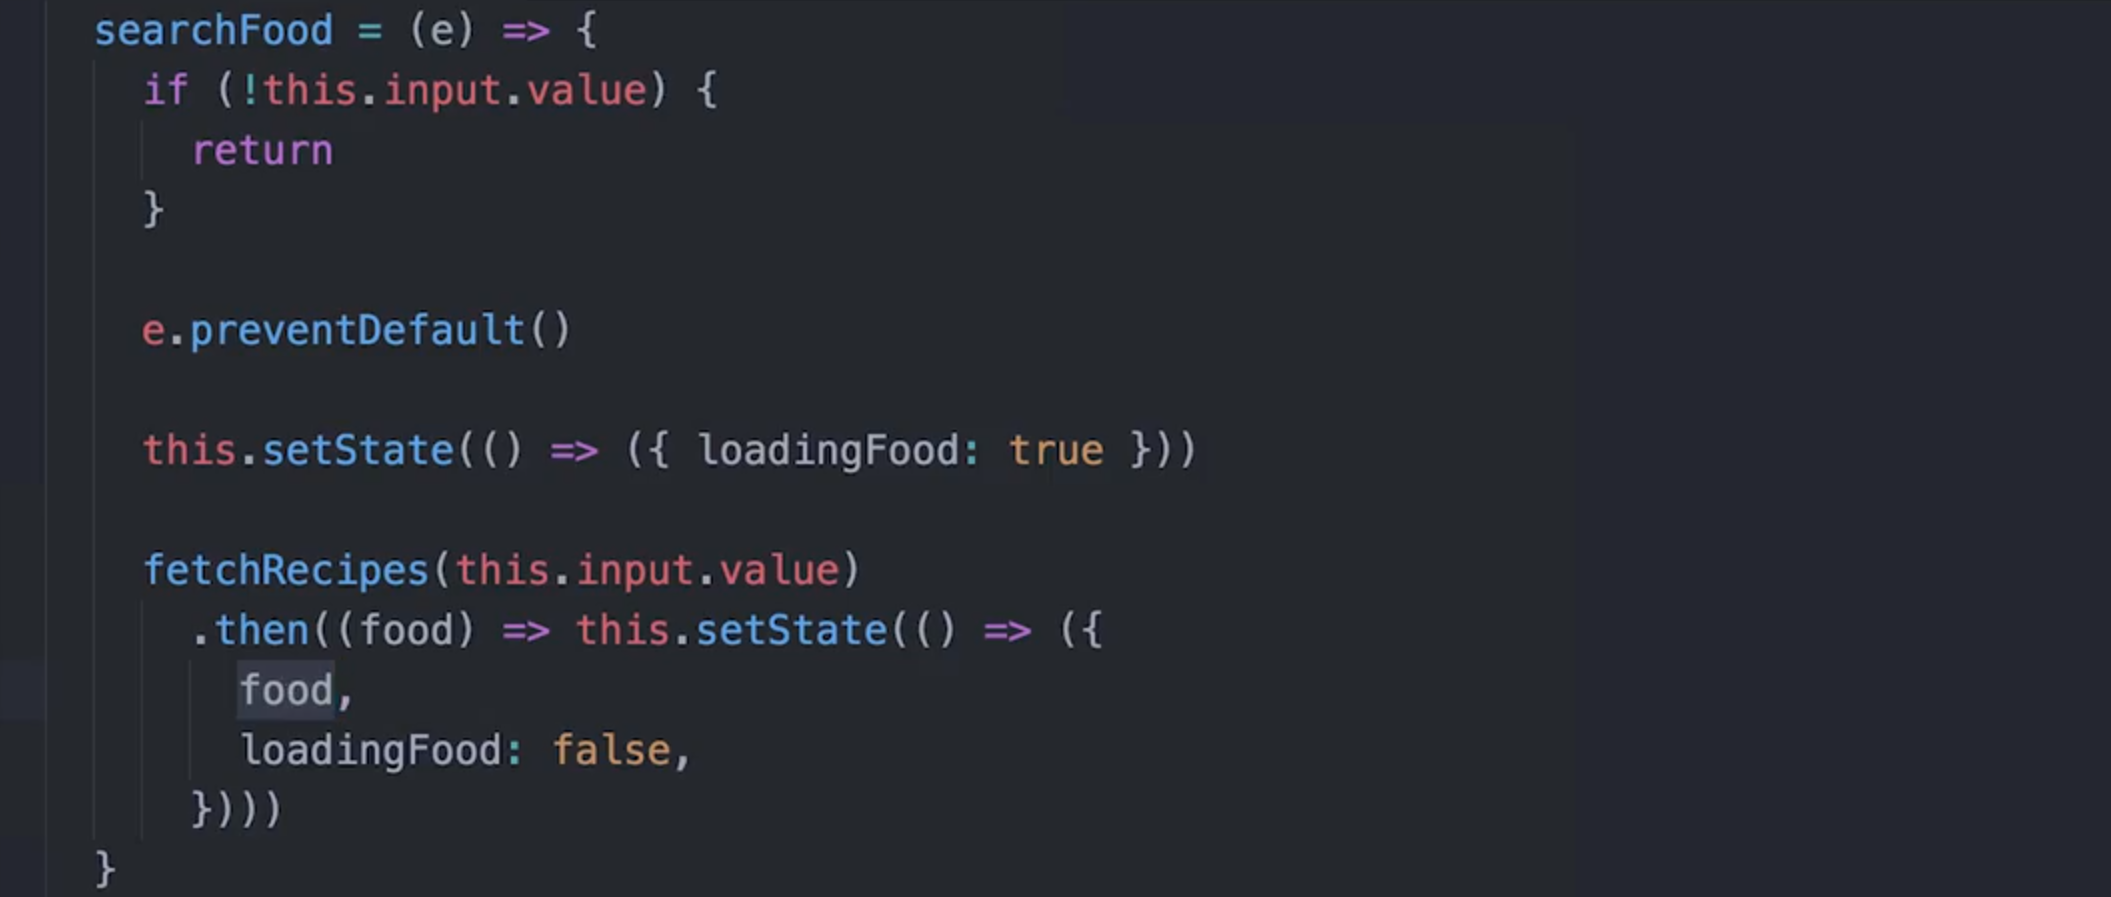 searchFood = (e) => {
  if (!this.input.value) {
    return
  }

  e.preventDefault()

  this.setState(() => ({ loadingFood: true }))

  fetchRecipes(this.input.value)
    .then((food) => this.setState(() => ({
      food,
      loadingFood: false,
    })))
}